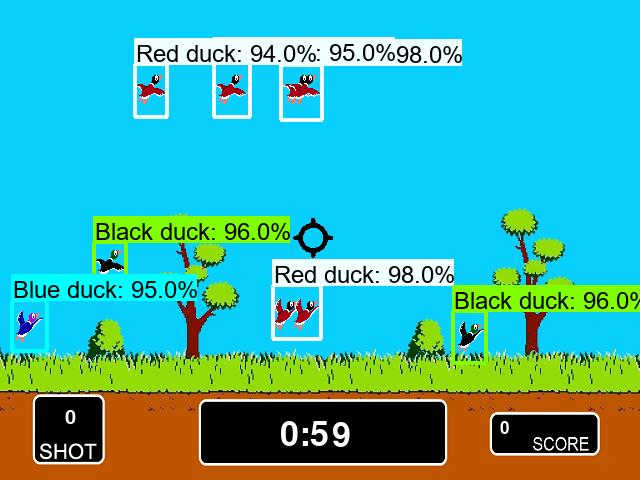 Red duck: 94.0%: 95.0%98.0%
Black duck: 96.0%
Red duck: 98.0%
Blue duck: 95.0%
Black duck: 96.0%
0
SHOT
0:59
0
SCORE